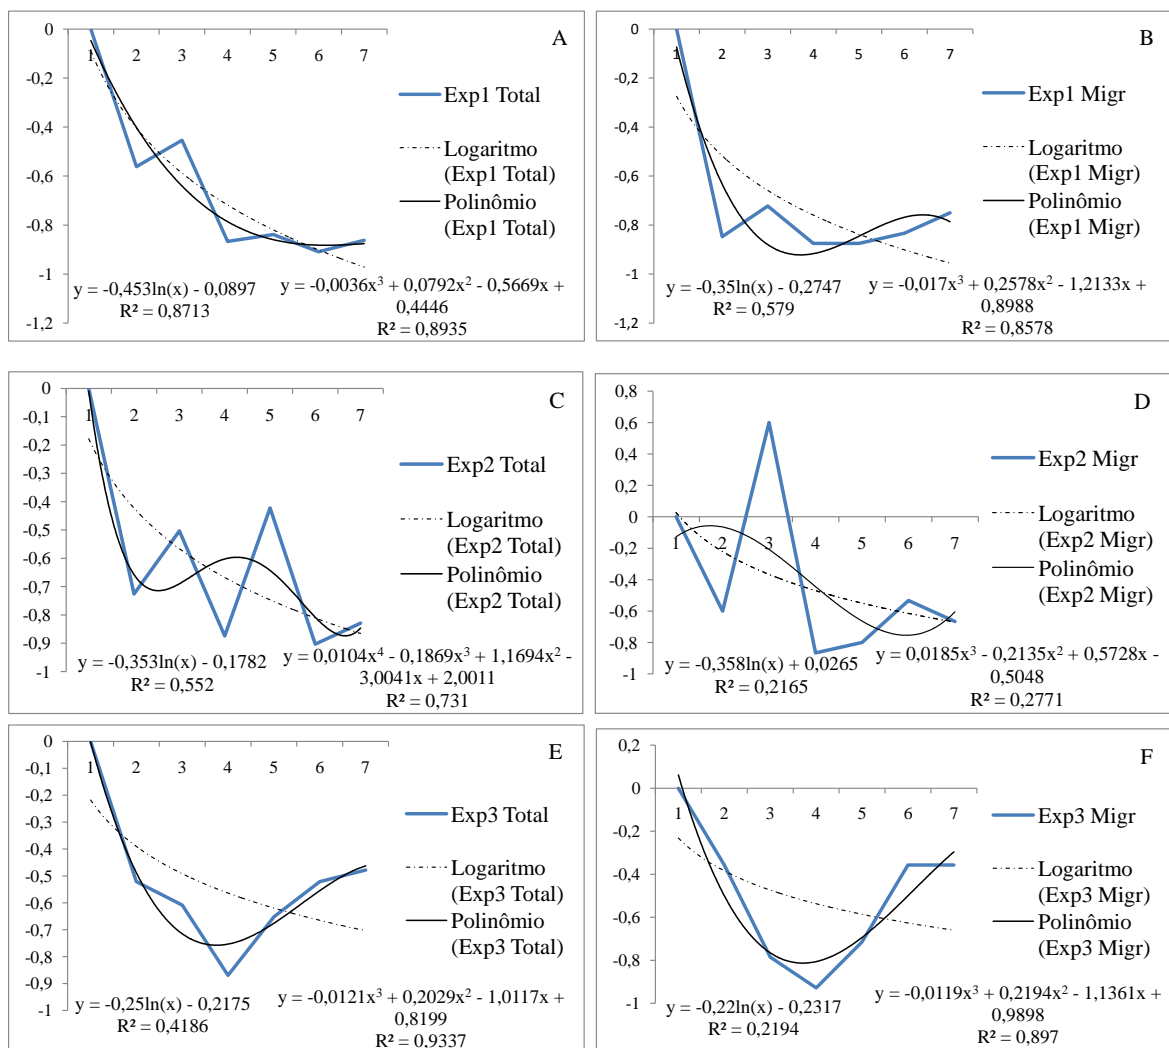 A
0
-0,2
-0,4
-0,6
-0,8
-1
-1,2
1 2 3 4 5 6 7
Exp1 Total
Logaritmo
(Exp1 Total)
Polinômio
(Exp1 Total)
y = -0,453ln(x) - 0,0897
R² = 0,8713
y = -0,0036x³ + 0,0792x² - 0,5669x +
0,4446
R² = 0,8935
B
0
-0,2
-0,4
-0,6
-0,8
-1
-1,2
1 2 3 4 5 6 7
Exp1 Migr
Logaritmo
(Exp1 Migr)
Polinômio
(Exp1 Migr)
y = -0,35ln(x) - 0,2747
R² = 0,579
y = -0,017x³ + 0,2578x² - 1,2133x +
0,8988
R² = 0,8578
C
0
-0,1
-0,2
-0,3
-0,4
-0,5
-0,6
-0,7
-0,8
-0,9
-1
1 2 3 4 5 6 7
Exp2 Total
Logaritmo
(Exp2 Total)
Polinômio
(Exp2 Total)
y = -0,353ln(x) - 0,1782
R² = 0,552
y = 0,0104x⁴ - 0,1869x³ + 1,1694x² -
3,0041x + 2,0011
R² = 0,731
D
0,8
0,6
0,4
0,2
0
-0,2
-0,4
-0,6
-0,8
-1
1 2 3 4 5 6 7
Exp2 Migr
Logaritmo
(Exp2 Migr)
Polinômio
(Exp2 Migr)
y = -0,358ln(x) + 0,0265
R² = 0,2165
y = 0,0185x³ - 0,2135x² + 0,5728x -
0,5048
R² = 0,2771
E
0
-0,1
-0,2
-0,3
-0,4
-0,5
-0,6
-0,7
-0,8
-0,9
-1
1 2 3 4 5 6 7
Exp3 Total
Logaritmo
(Exp3 Total)
Polinômio
(Exp3 Total)
y = -0,25ln(x) - 0,2175
R² = 0,4186
y = -0,0121x³ + 0,2029x² - 1,0117x +
0,8199
R² = 0,9337
F
0,2
0
-0,2
-0,4
-0,6
-0,8
-1
1 2 3 4 5 6 7
Exp3 Migr
Logaritmo
(Exp3 Migr)
Polinômio
(Exp3 Migr)
y = -0,22ln(x) - 0,2317
R² = 0,2194
y = -0,0119x³ + 0,2194x² - 1,1361x +
0,9898
R² = 0,897